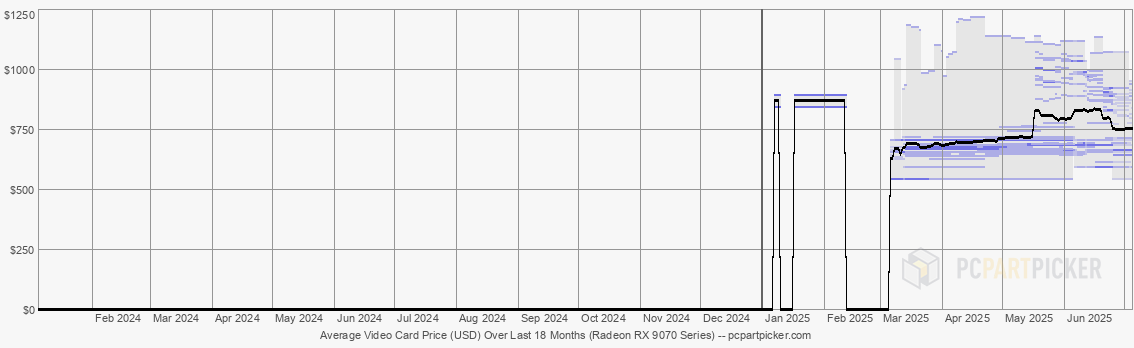 $1250
$1000
$750
$500
$250
$0
PCPARTPICKER
Feb 2024 Mar 2024 Apr 2024 May 2024 Jun 2024 Jul 2024 Aug 2024 Sep 2024 Oct 2024 Nov 2024 Dec 2024 Jan 2025 Feb 2025 Mar 2025 Apr 2025 May 2025 Jun 2025
Average Video Card Price (USD) Over Last 18 Months (Radeon RX 9070 Series) -- pcpartpicker.com